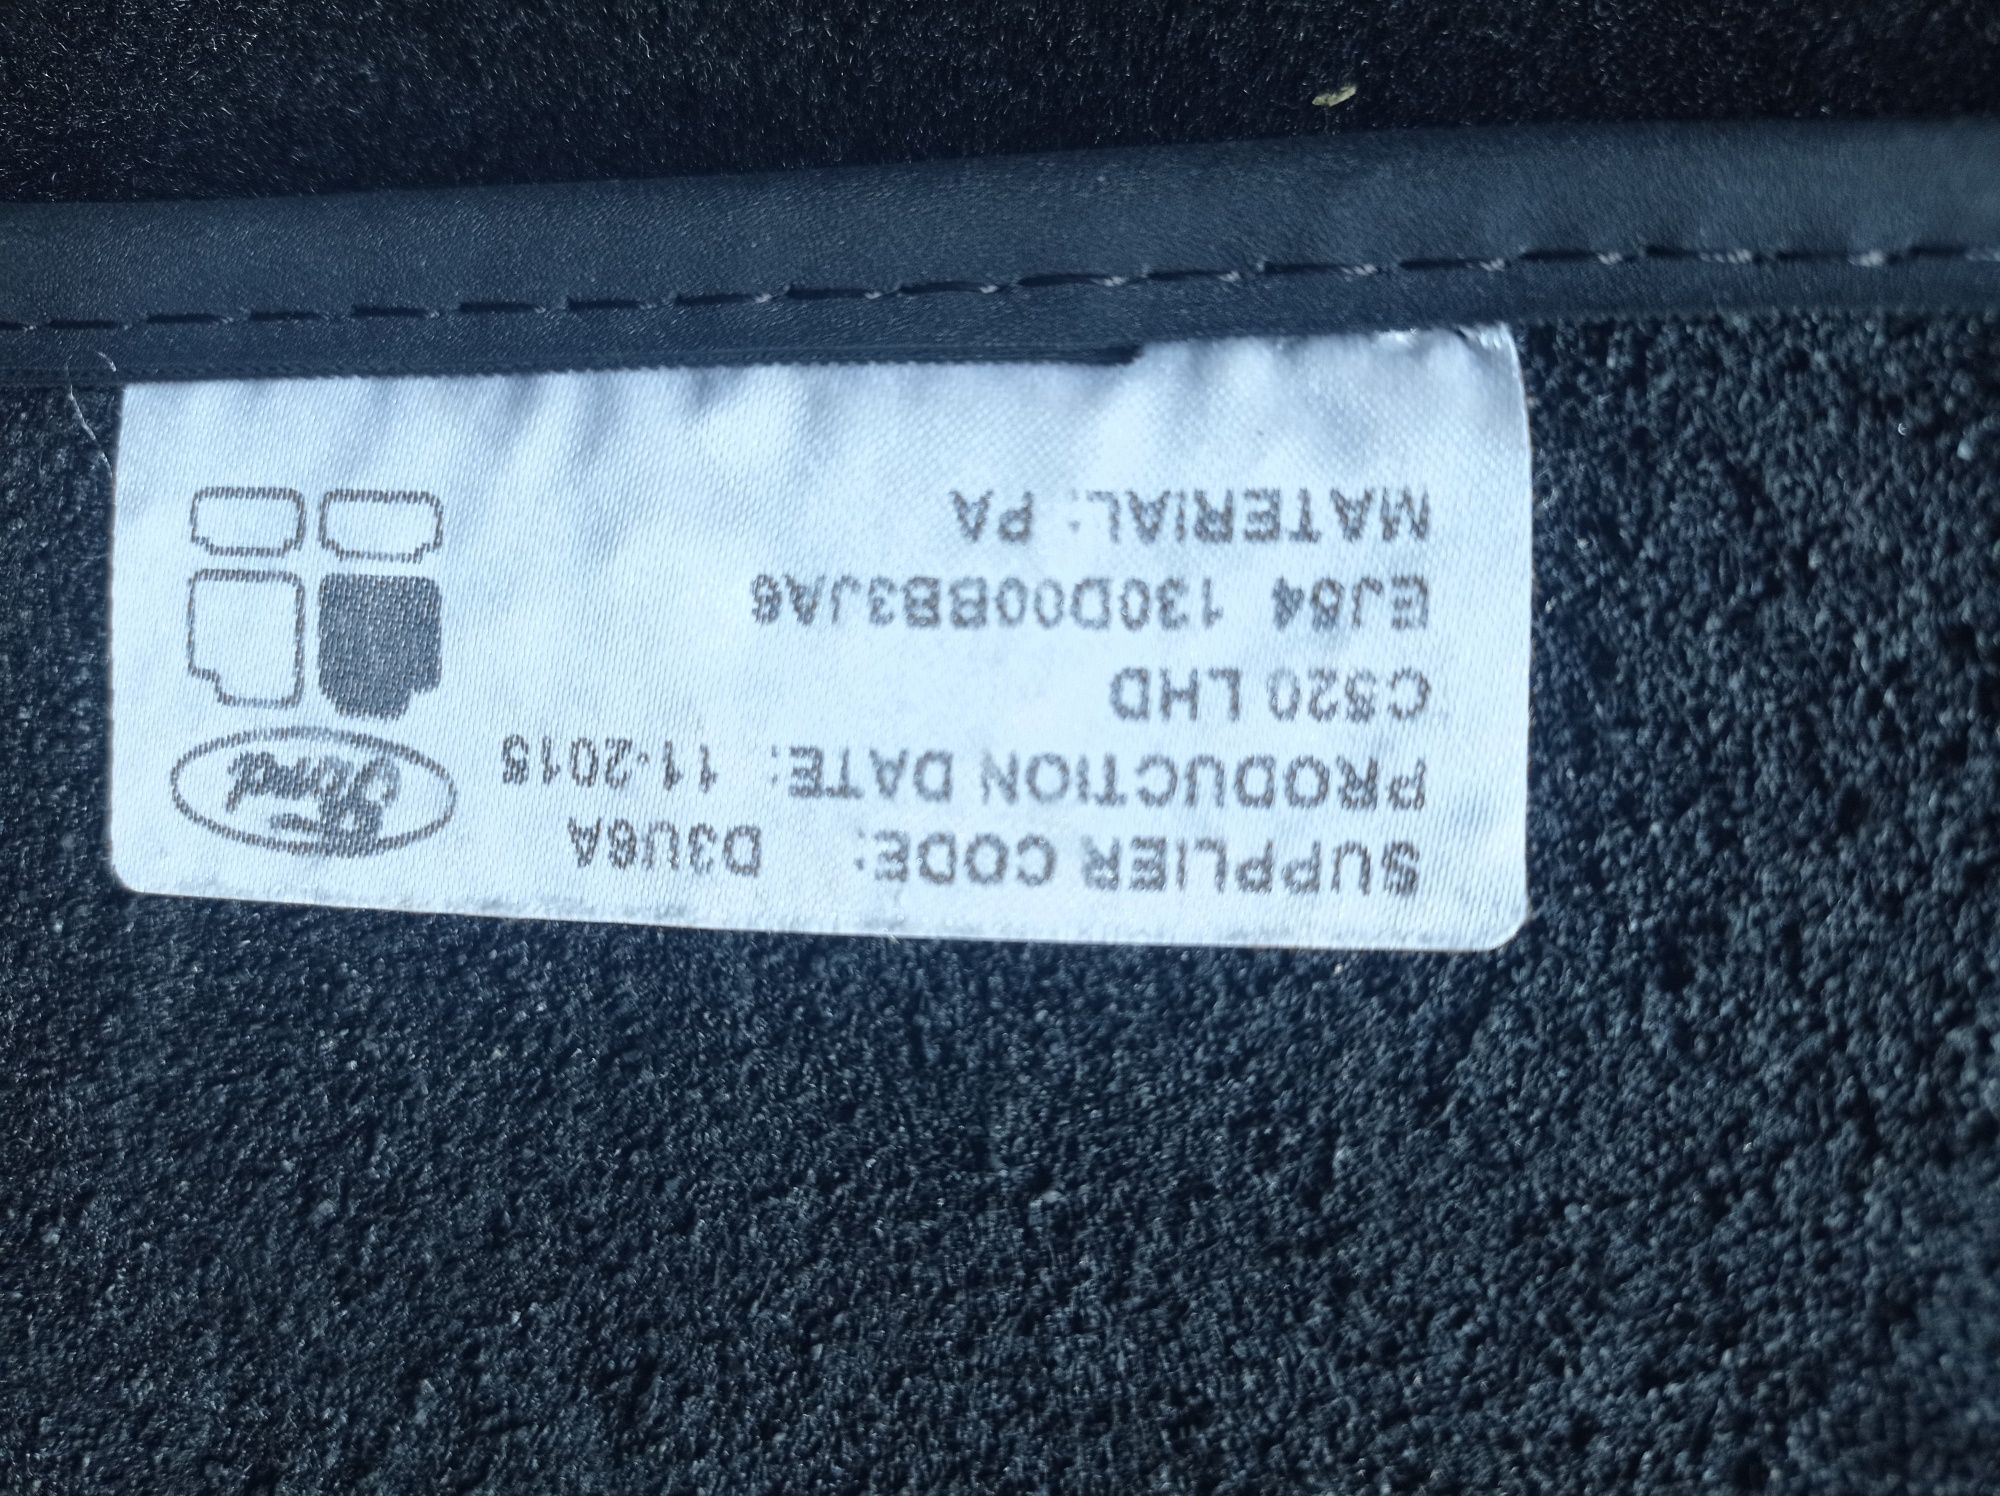 SUPPLIER CODE: D3U6A
PRODUCTION DATE: 11-2015
Ford
C520 LHD
EJ54 130D00BB3JA6
MATERIAL: PA